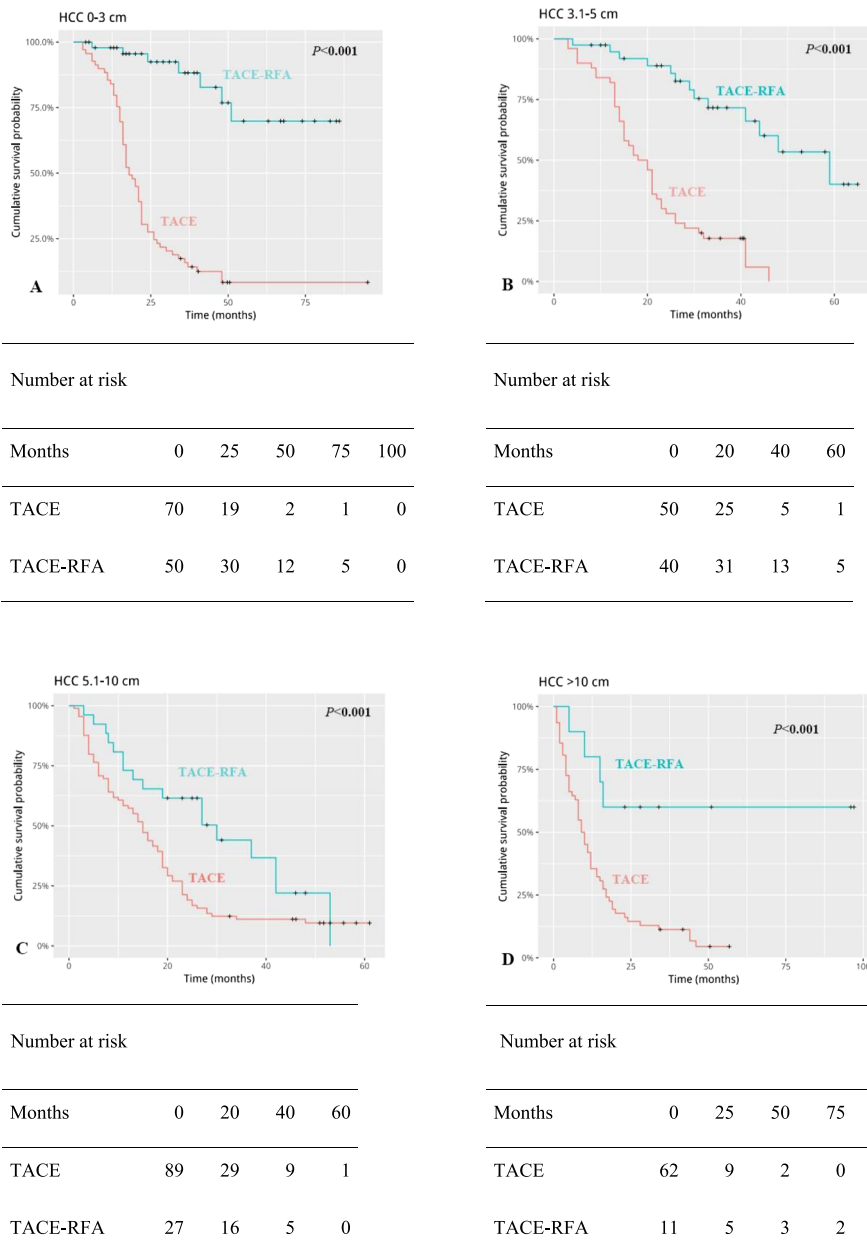 HCC 0-3 cm
100.0%
P<0.001
TACE-RFA
75.0%
Cumulative survival probability
50.0%
TACE
25.0%
A
0 25 50 75
Time (months)
Number at risk
Months 0 25 50 75 100
TACE 70 19 2 1 0
TACE-RFA 50 30 12 5 0
HCC 3.1-5 cm
100%
P<0.001
TACE-RFA
75%
Cumulative survival probability
50%
TACE
25%
B 0%
0 20 40 60
Time (months)
Number at risk
Months 0 20 40 60
TACE 50 25 5 1
TACE-RFA 40 31 13 5
HCC 5.1-10 cm
100%
P<0.001
TACE-RFA
75%
Cumulative survival probability
50%
TACE
25%
C 0%
0 20 40 60
Time (months)
Number at risk
Months 0 20 40 60
TACE 89 29 9 1
TACE-RFA 27 16 5 0
HCC >10 cm
100%
P<0.001
TACE-RFA
75%
Cumulative survival probability
50%
TACE
25%
D 0%
0 25 50 75 100
Time (months)
Number at risk
Months 0 25 50 75
TACE 62 9 2 0
TACE-RFA 11 5 3 2